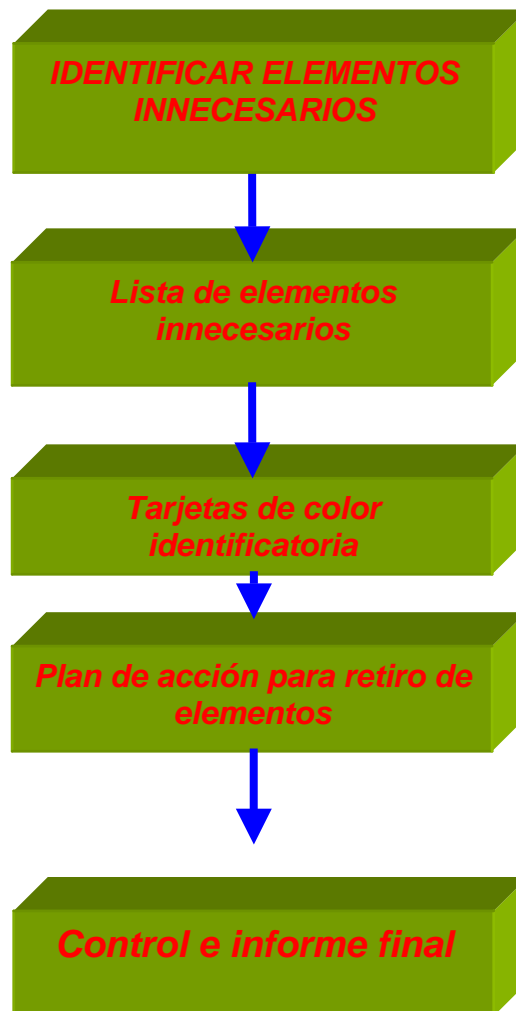 IDENTIFICAR ELEMENTOS
INNECESARIOS
Lista de elementos
innecesarios
Tarjetas de color
identificatoria
Plan de acción para retiro de
elementos
Control e informe final